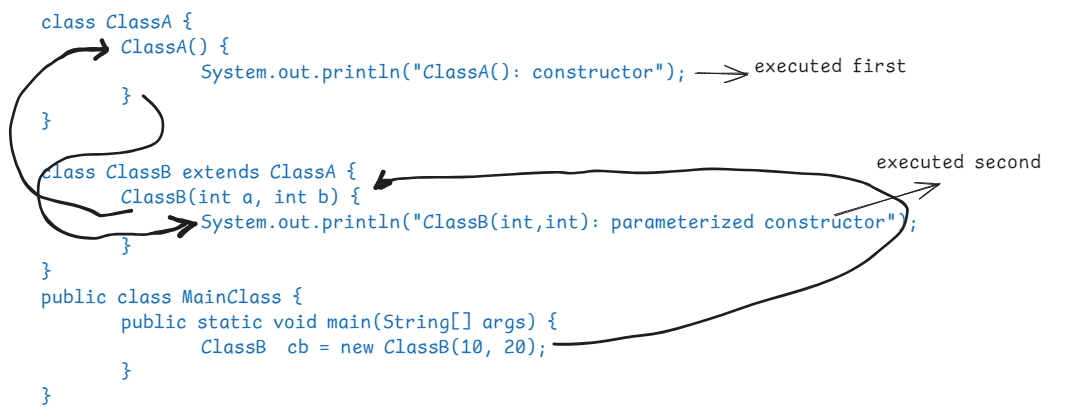 class ClassA {
ClassA() {
System.out.println("ClassA(): constructor"); executed first
}
}
class ClassB extends ClassA {
executed second
ClassB(int a, int b) {
System.out.println("ClassB(int,int): parameterized constructor");
}
}
public class MainClass {
public static void main(String[] args) {
ClassB cb = new ClassB(10, 20);
}
}